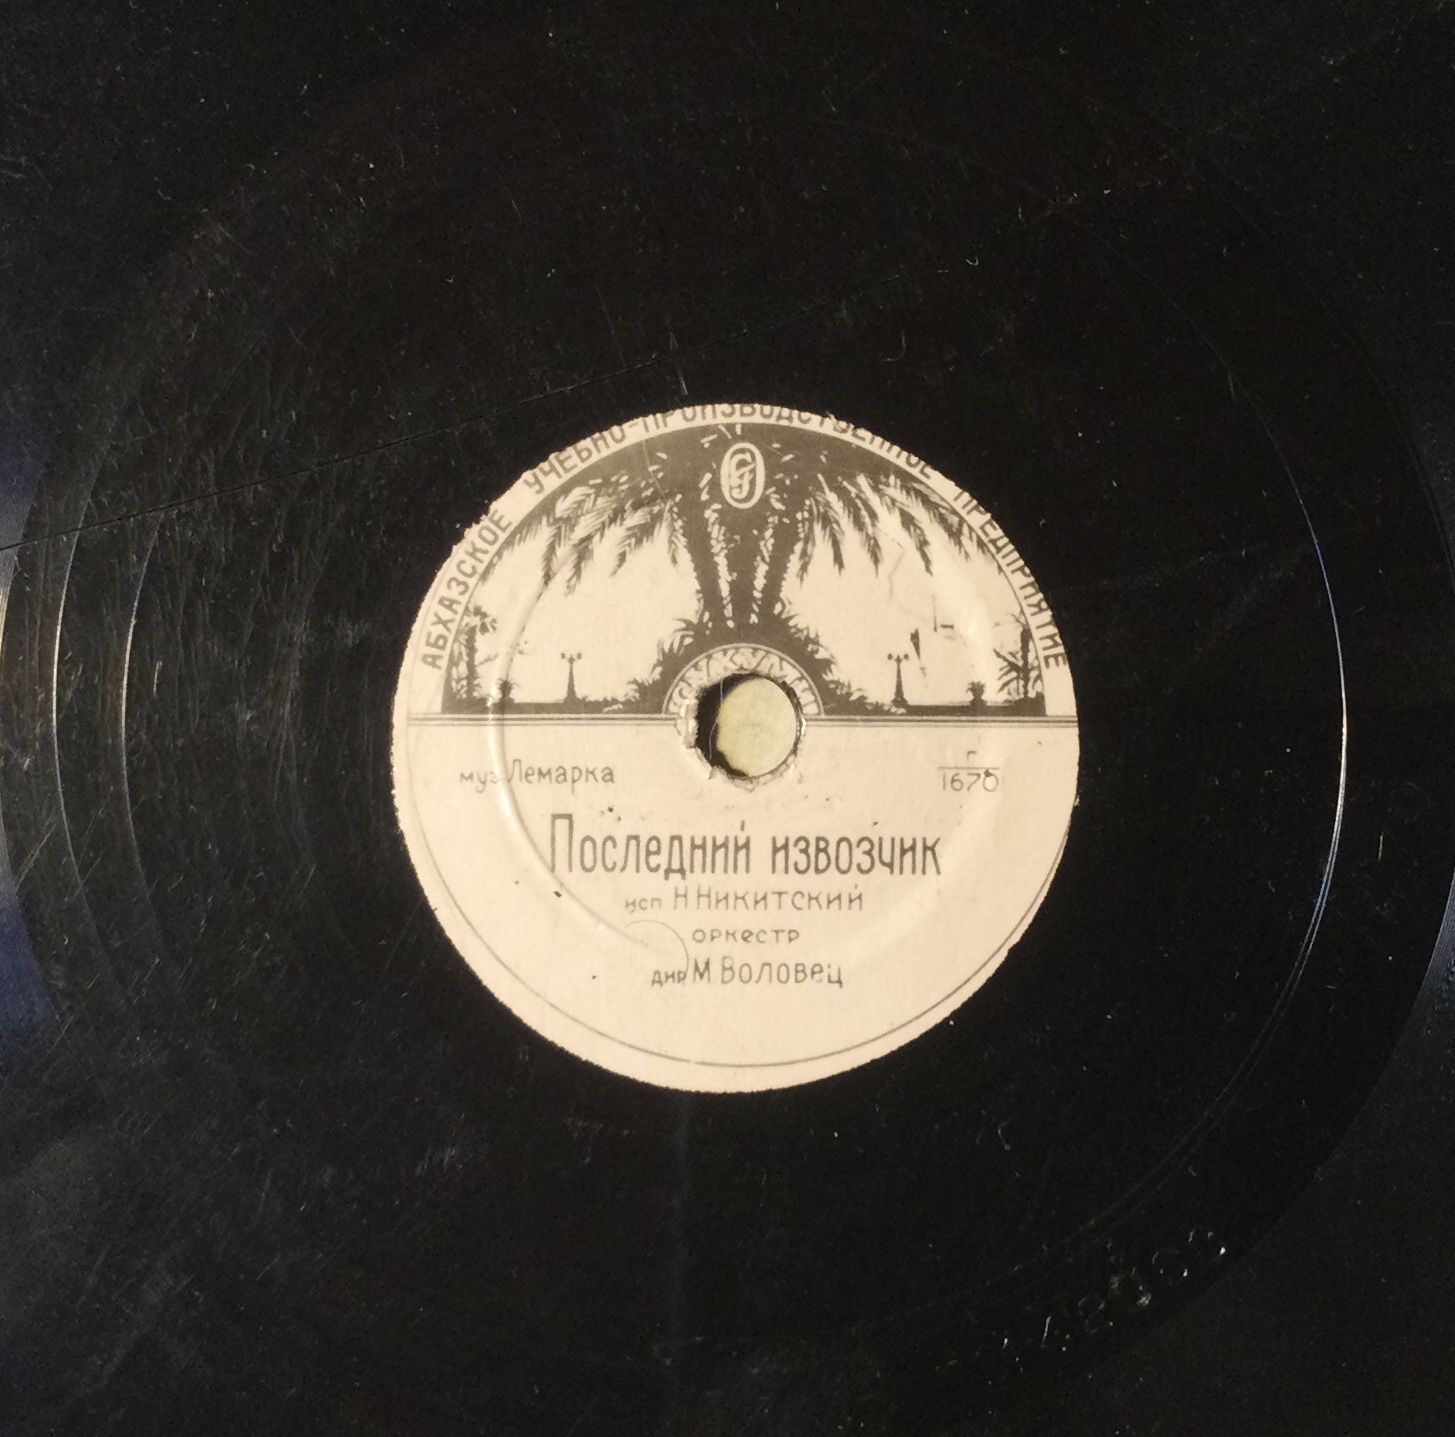 АБХАЗСКОЕ УЧЕБНО-ПРОИЗВОДСТВЕННОЕ ПРЕДПРИЯТИЕ
муз Лемарка
Г
1670
Последний извозчик
исп Н. Никитский
оркестр
дир М. Воловец